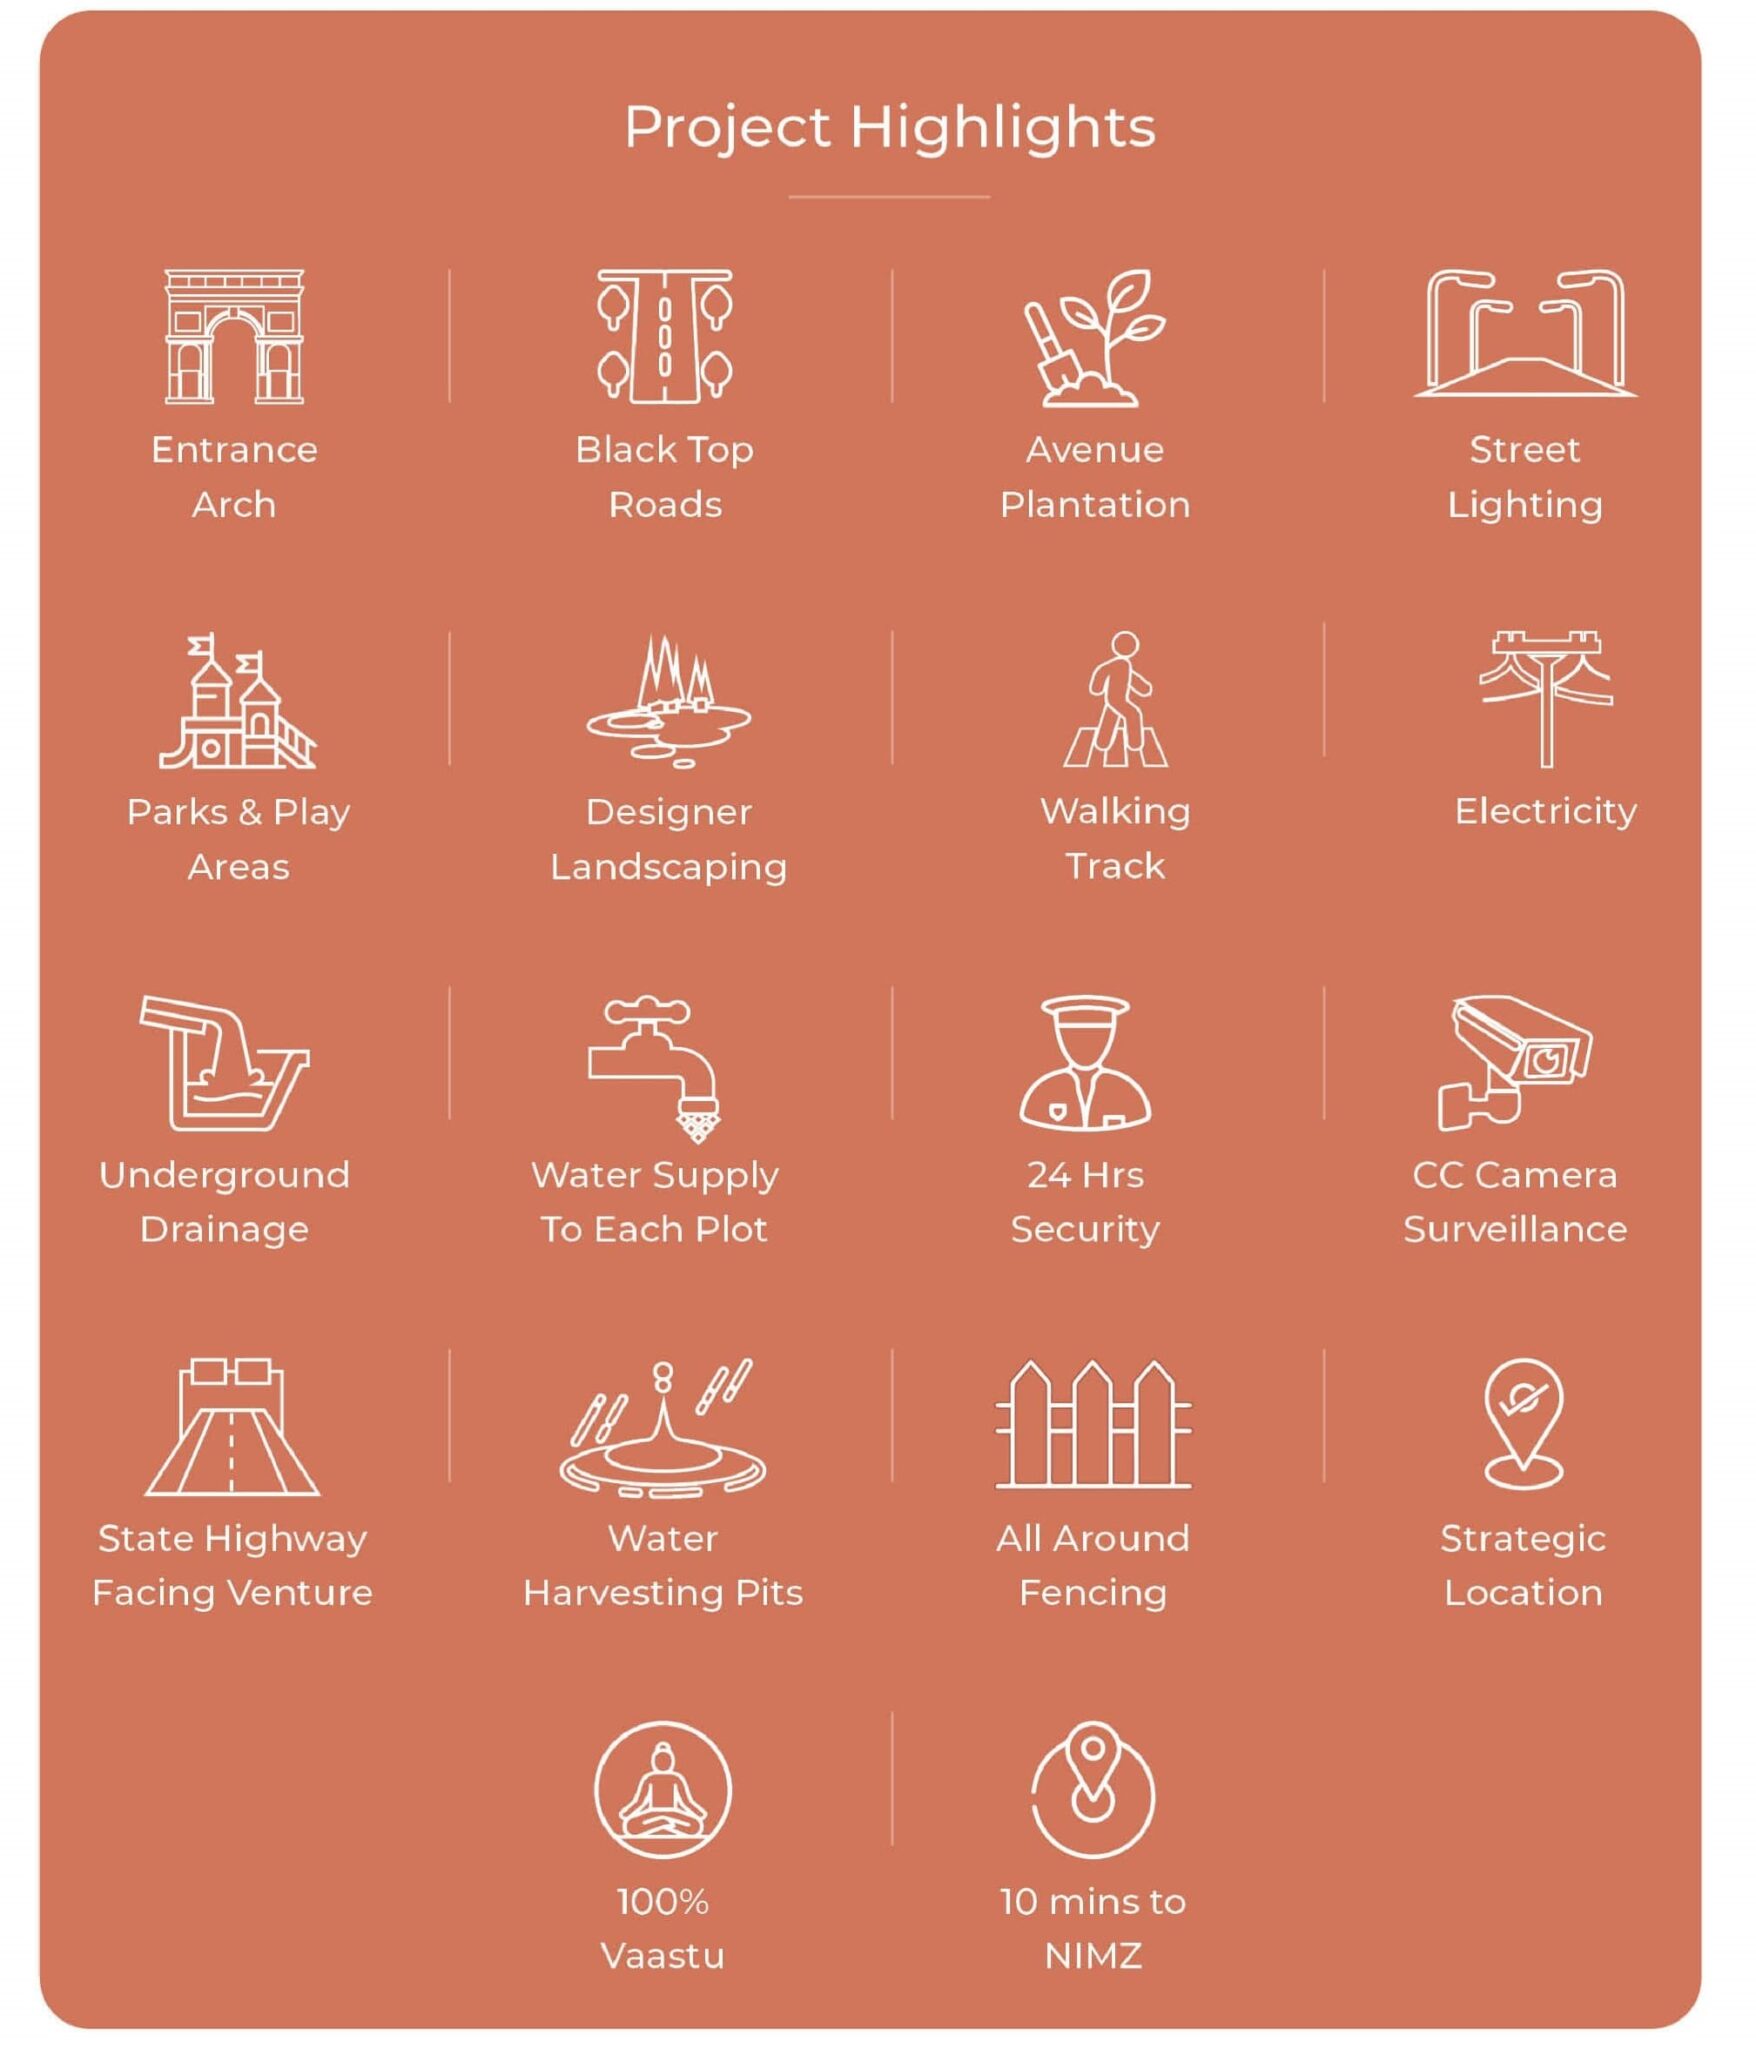 Project Highlights
Entrance
Arch
Black Top
Roads
Avenue
Plantation
Street
Lighting
Parks & Play
Areas
Designer
Landscaping
Walking
Track
Electricity
Underground
Drainage
Water Supply
To Each Plot
24 Hrs
Security
CC Camera
Surveillance
State Highway
Facing Venture
Water
Harvesting Pits
All Around
Fencing
Strategic
Location
100%
Vaastu
10 mins to
NIMZ